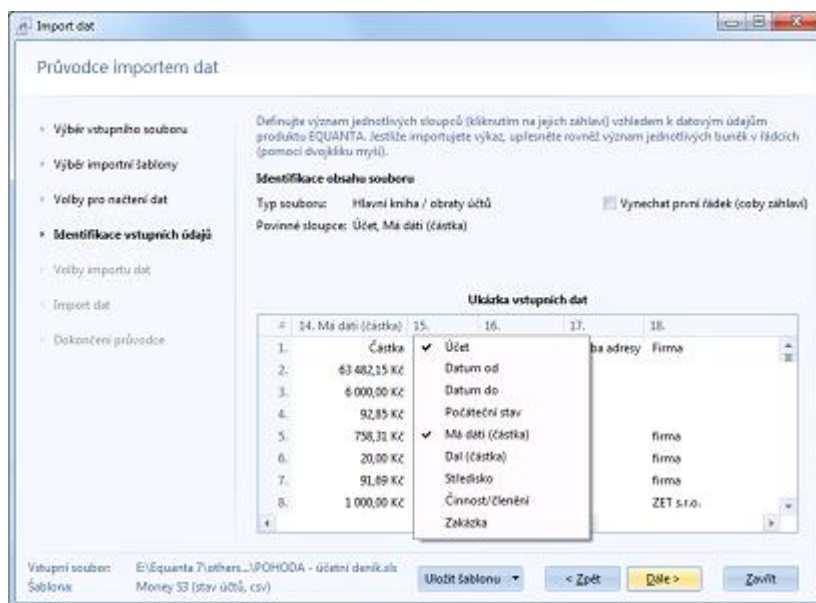 Import dat
Průvodce importem dat
Výběr vstupního souboru
Výběr importní šablony
Volby pro načtení dat
Identifikace vstupních údajů
Volby importu dat
Import dat
Dokončení průvodce
Definujte význam jednotlivých sloupců (kliknutím na jejich záhlaví) vzhledem k datovým údajům
produktu EQUANTA. Jestliže importujete výkaz, upřesněte rovněž význam jednotlivých buněk v řádcích
(pomocí dvojkliku myší).
Identifikace obsahu souboru
Typ souboru: Hlavní kniha / obraty účtů
Vynechat první řádek (coby záhlaví)
Povinné sloupce: Účet, Má dáti (částka)
Ukázka vstupních dat
# 14. Má dáti (částka) 15. 16. 17. 18.
1. Částka ba adresy Firma
2. 63 482,15 Kč
3. 6 000,00 Kč
4. 92,85 Kč
5. 758,31 Kč firma
6. 20,00 Kč firma
7. 91,69 Kč firma
8. 1 000,00 Kč ZET s.r.o.
Účet
Datum od
Datum do
Počáteční stav
Má dáti (částka)
Dal (částka)
Středisko
Činnost/členění
Zakázka
Vstupní soubor: E:\Equanta 7\others...\POHODA - účetní deník.xls
Šablona: Money S3 (stav účtů, csv)
Uložit šablonu
< Zpět
Dále >
Zavřít